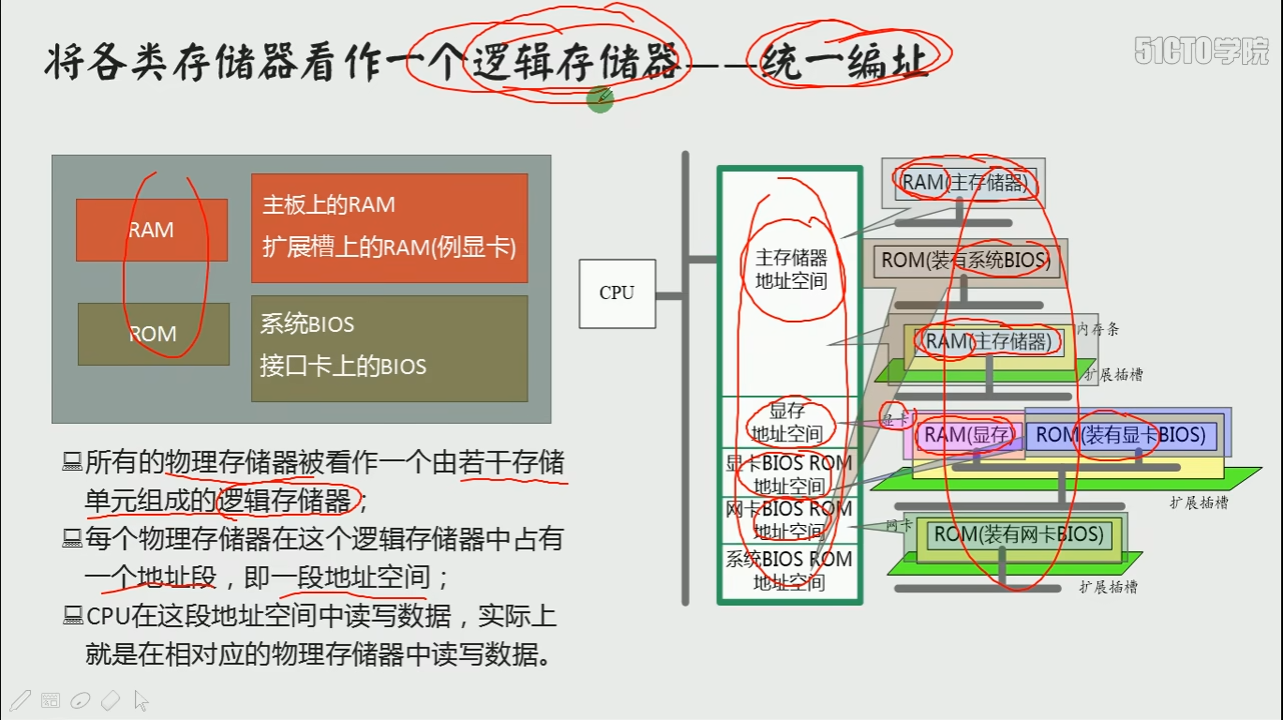 将各类存储器看作一个逻辑存储器——统一编址
51CTO学院
RAM
主板上的RAM
扩展槽上的RAM(例显卡)
ROM
系统BIOS
接口卡上的BIOS
所有的物理存储器被看作一个由若干存储
单元组成的逻辑存储器；
每个物理存储器在这个逻辑存储器中占有
一个地址段，即一段地址空间；
CPU在这段地址空间中读写数据，实际上
就是在相对应的物理存储器中读写数据。
CPU
主存储器
地址空间
显存
地址空间
显卡BIOS ROM
地址空间
网卡BIOS ROM
地址空间
系统BIOS ROM
地址空间
RAM(主存储器)
ROM(装有系统BIOS)
内存条
RAM(主存储器)
扩展插槽
显卡
RAM(显存)
ROM(装有显卡BIOS)
扩展插槽
网卡
ROM(装有网卡BIOS)
扩展插槽